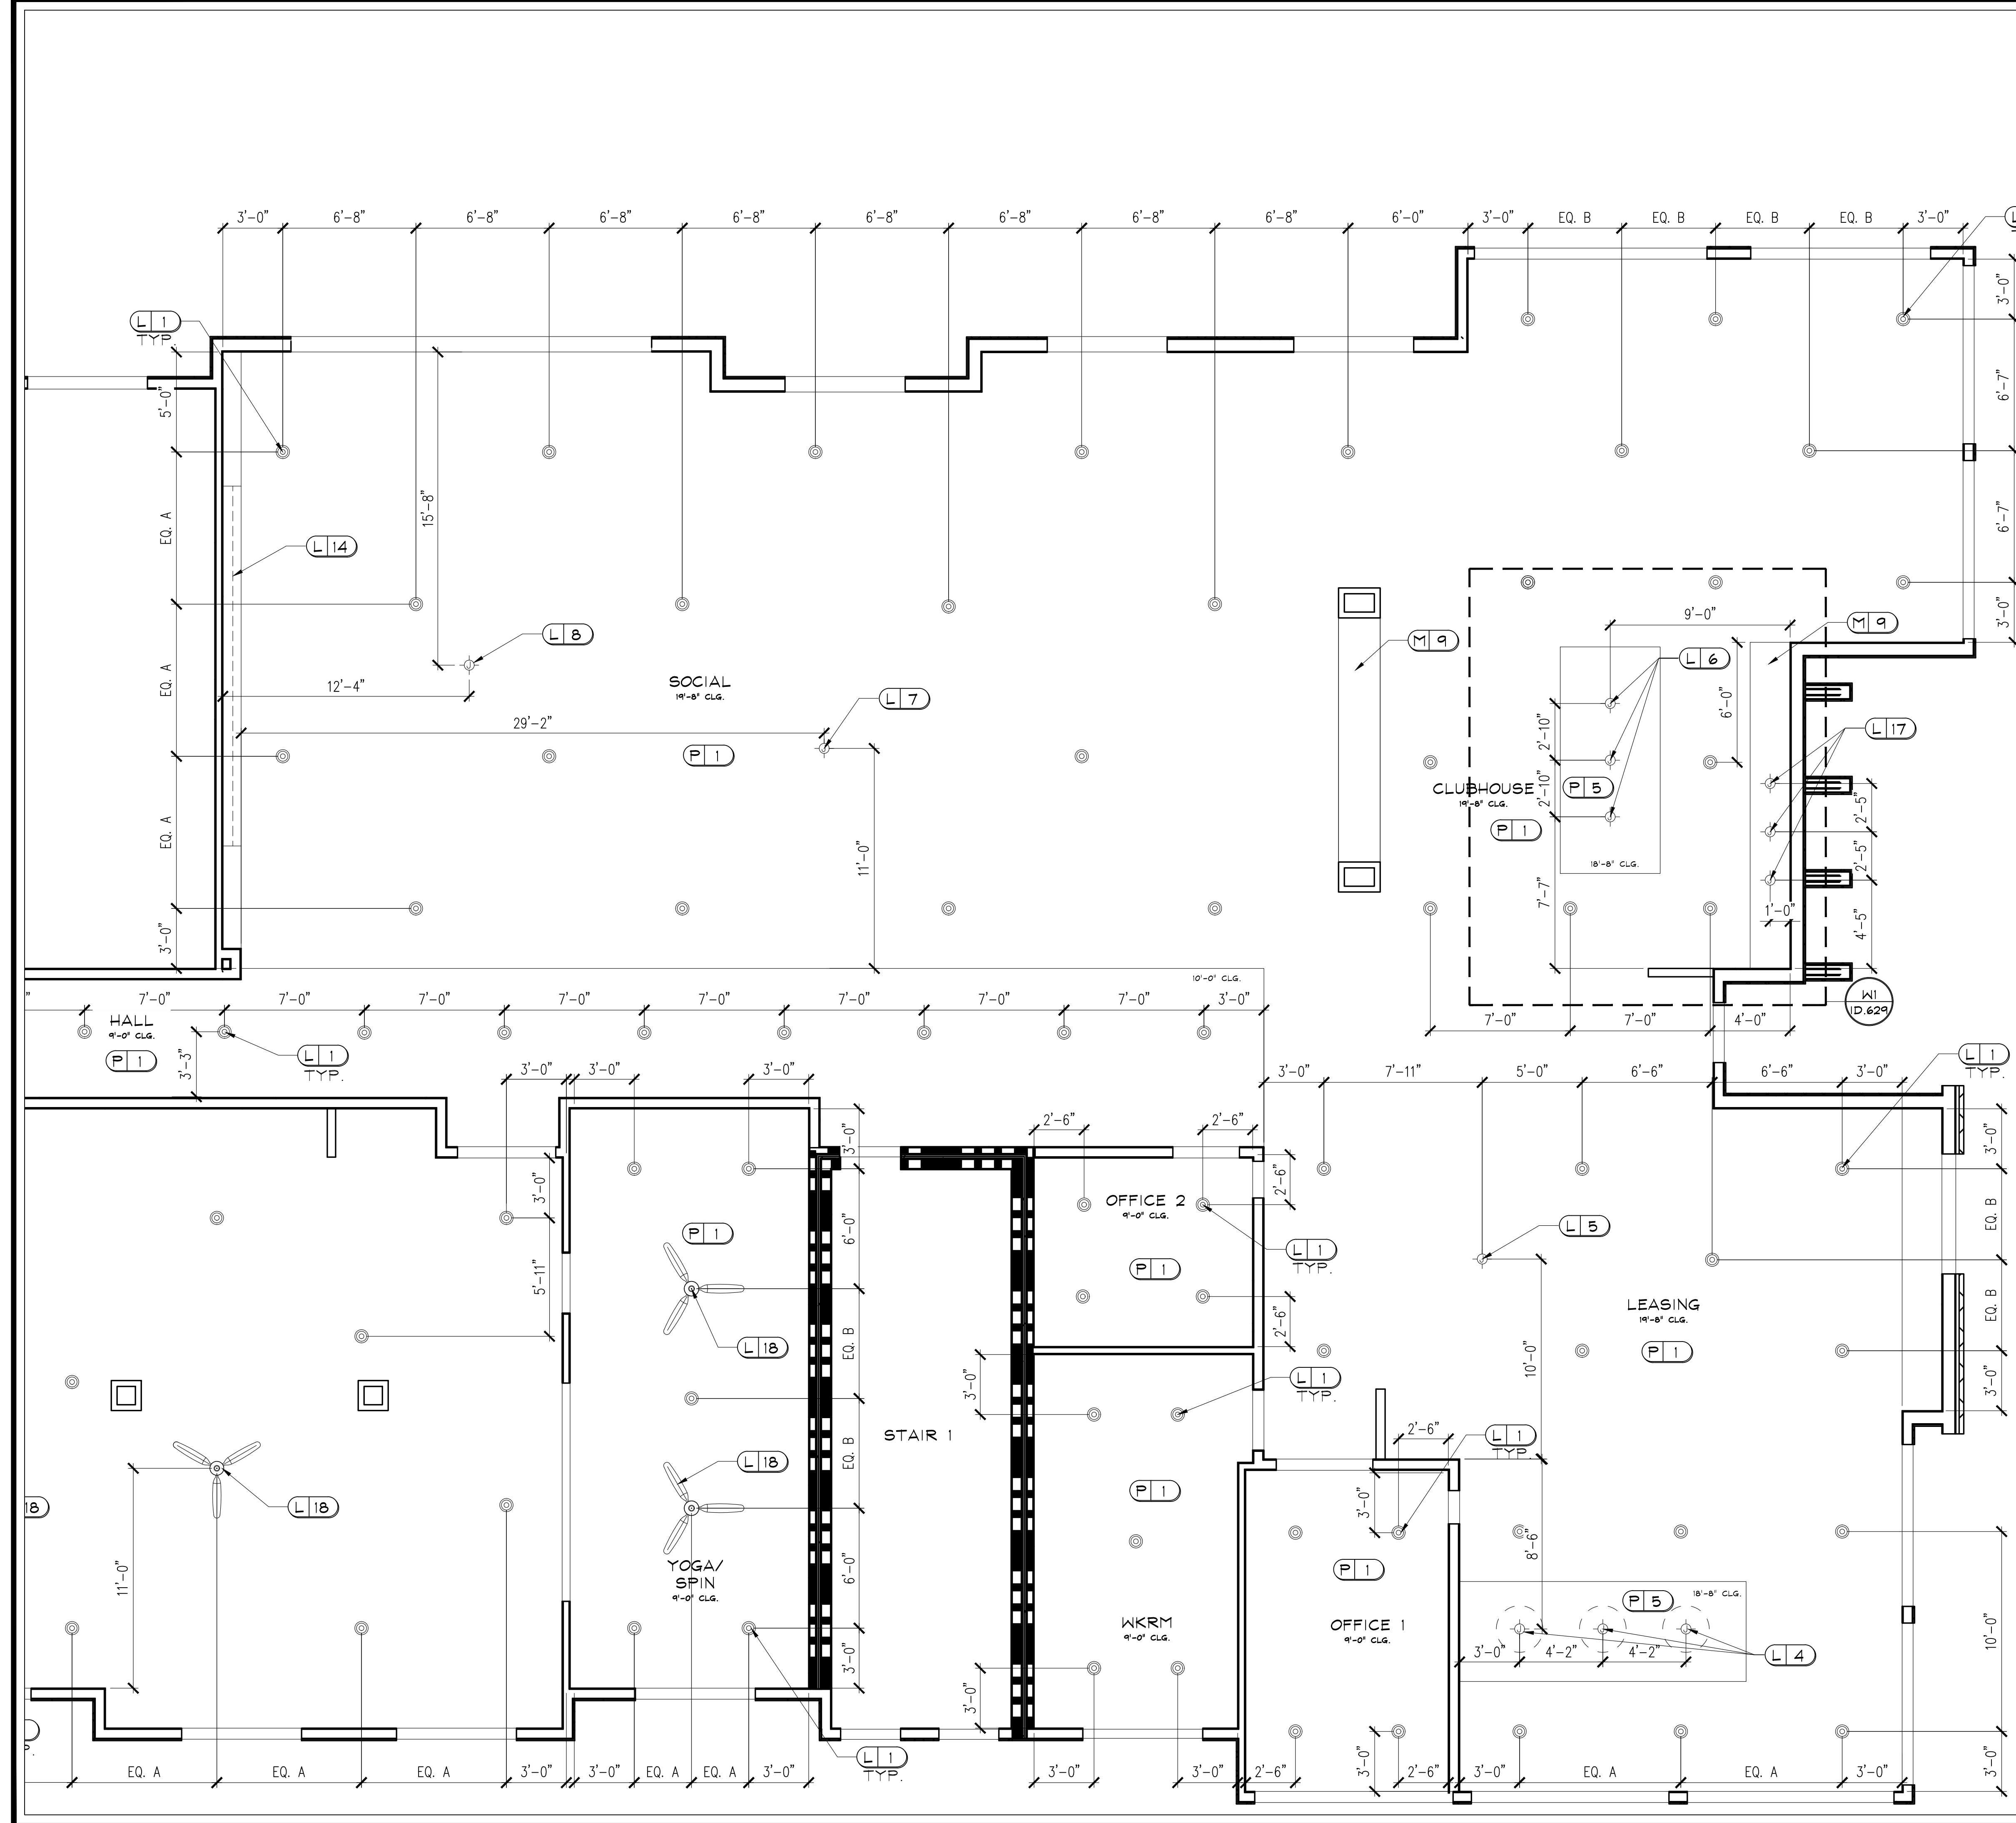 3'-0" 6'-8" 6'-8" 6'-8" 6'-8" 6'-8" 6'-8" 6'-8" 6'-8" 6'-0" 3'-0" EQ. B EQ. B EQ. B EQ. B 3'-0"
L
3'-0"
L 1
TYP.
6'-7"
5'-0"
15'-8"
EQ. A
6'-7"
L 14
9'-0"
3'-0"
M 9
L 8
M 9
L 6
EQ. A
12'-4"
SOCIAL
19'-8" CLG.
L 7
6'-0"
29'-2"
2'-10"
L 17
P 1
CLUBHOUSE
19'-8" CLG.
2'-10"
P 5
2'-5"
P 1
EQ. A
11'-0"
18'-8" CLG.
2'-5"
7'-7"
1'-0"
3'-0"
4'-5"
10'-0" CLG.
" 7'-0" 7'-0" 7'-0" 7'-0" 7'-0" 7'-0" 7'-0" 7'-0" 3'-0"
W1
ID.629
7'-0" 7'-0" 4'-0"
HALL
9'-0" CLG.
P 1
3'-3"
L 1
TYP.
3'-0" 3'-0" 3'-0"
3'-0" 7'-11" 5'-0" 6'-6" 6'-6" 3'-0"
L 1
TYP.
2'-6" 2'-6"
3'-0"
3'-0"
3'-0"
2'-6"
OFFICE 2
9'-0" CLG.
P 1
6'-0"
L 5
EQ. B
L 1
TYP.
5'-11"
P 1
LEASING
19'-8" CLG.
EQ. B
L 18
EQ. B
2'-6"
P 1
10'-0"
3'-0"
L 1
TYP.
3'-0"
STAIR 1
EQ. B
2'-6"
L 1
TYP.
L 18
P 1
18
L 18
3'-0"
8'-6"
11'-0"
YOGA/
SPIN
9'-0" CLG.
6'-0"
P 1
P 5
18'-8" CLG.
WKRM
9'-0" CLG.
OFFICE 1
9'-0" CLG.
10'-0"
3'-0" 4'-2" 4'-2"
L 4
3'-0"
3'-0"
P.
L 1
TYP.
3'-0"
3'-0"
EQ. A EQ. A EQ. A 3'-0" 3'-0" EQ. A EQ. A 3'-0" 3'-0" 3'-0" 2'-6" 2'-6" 3'-0" EQ. A EQ. A 3'-0"